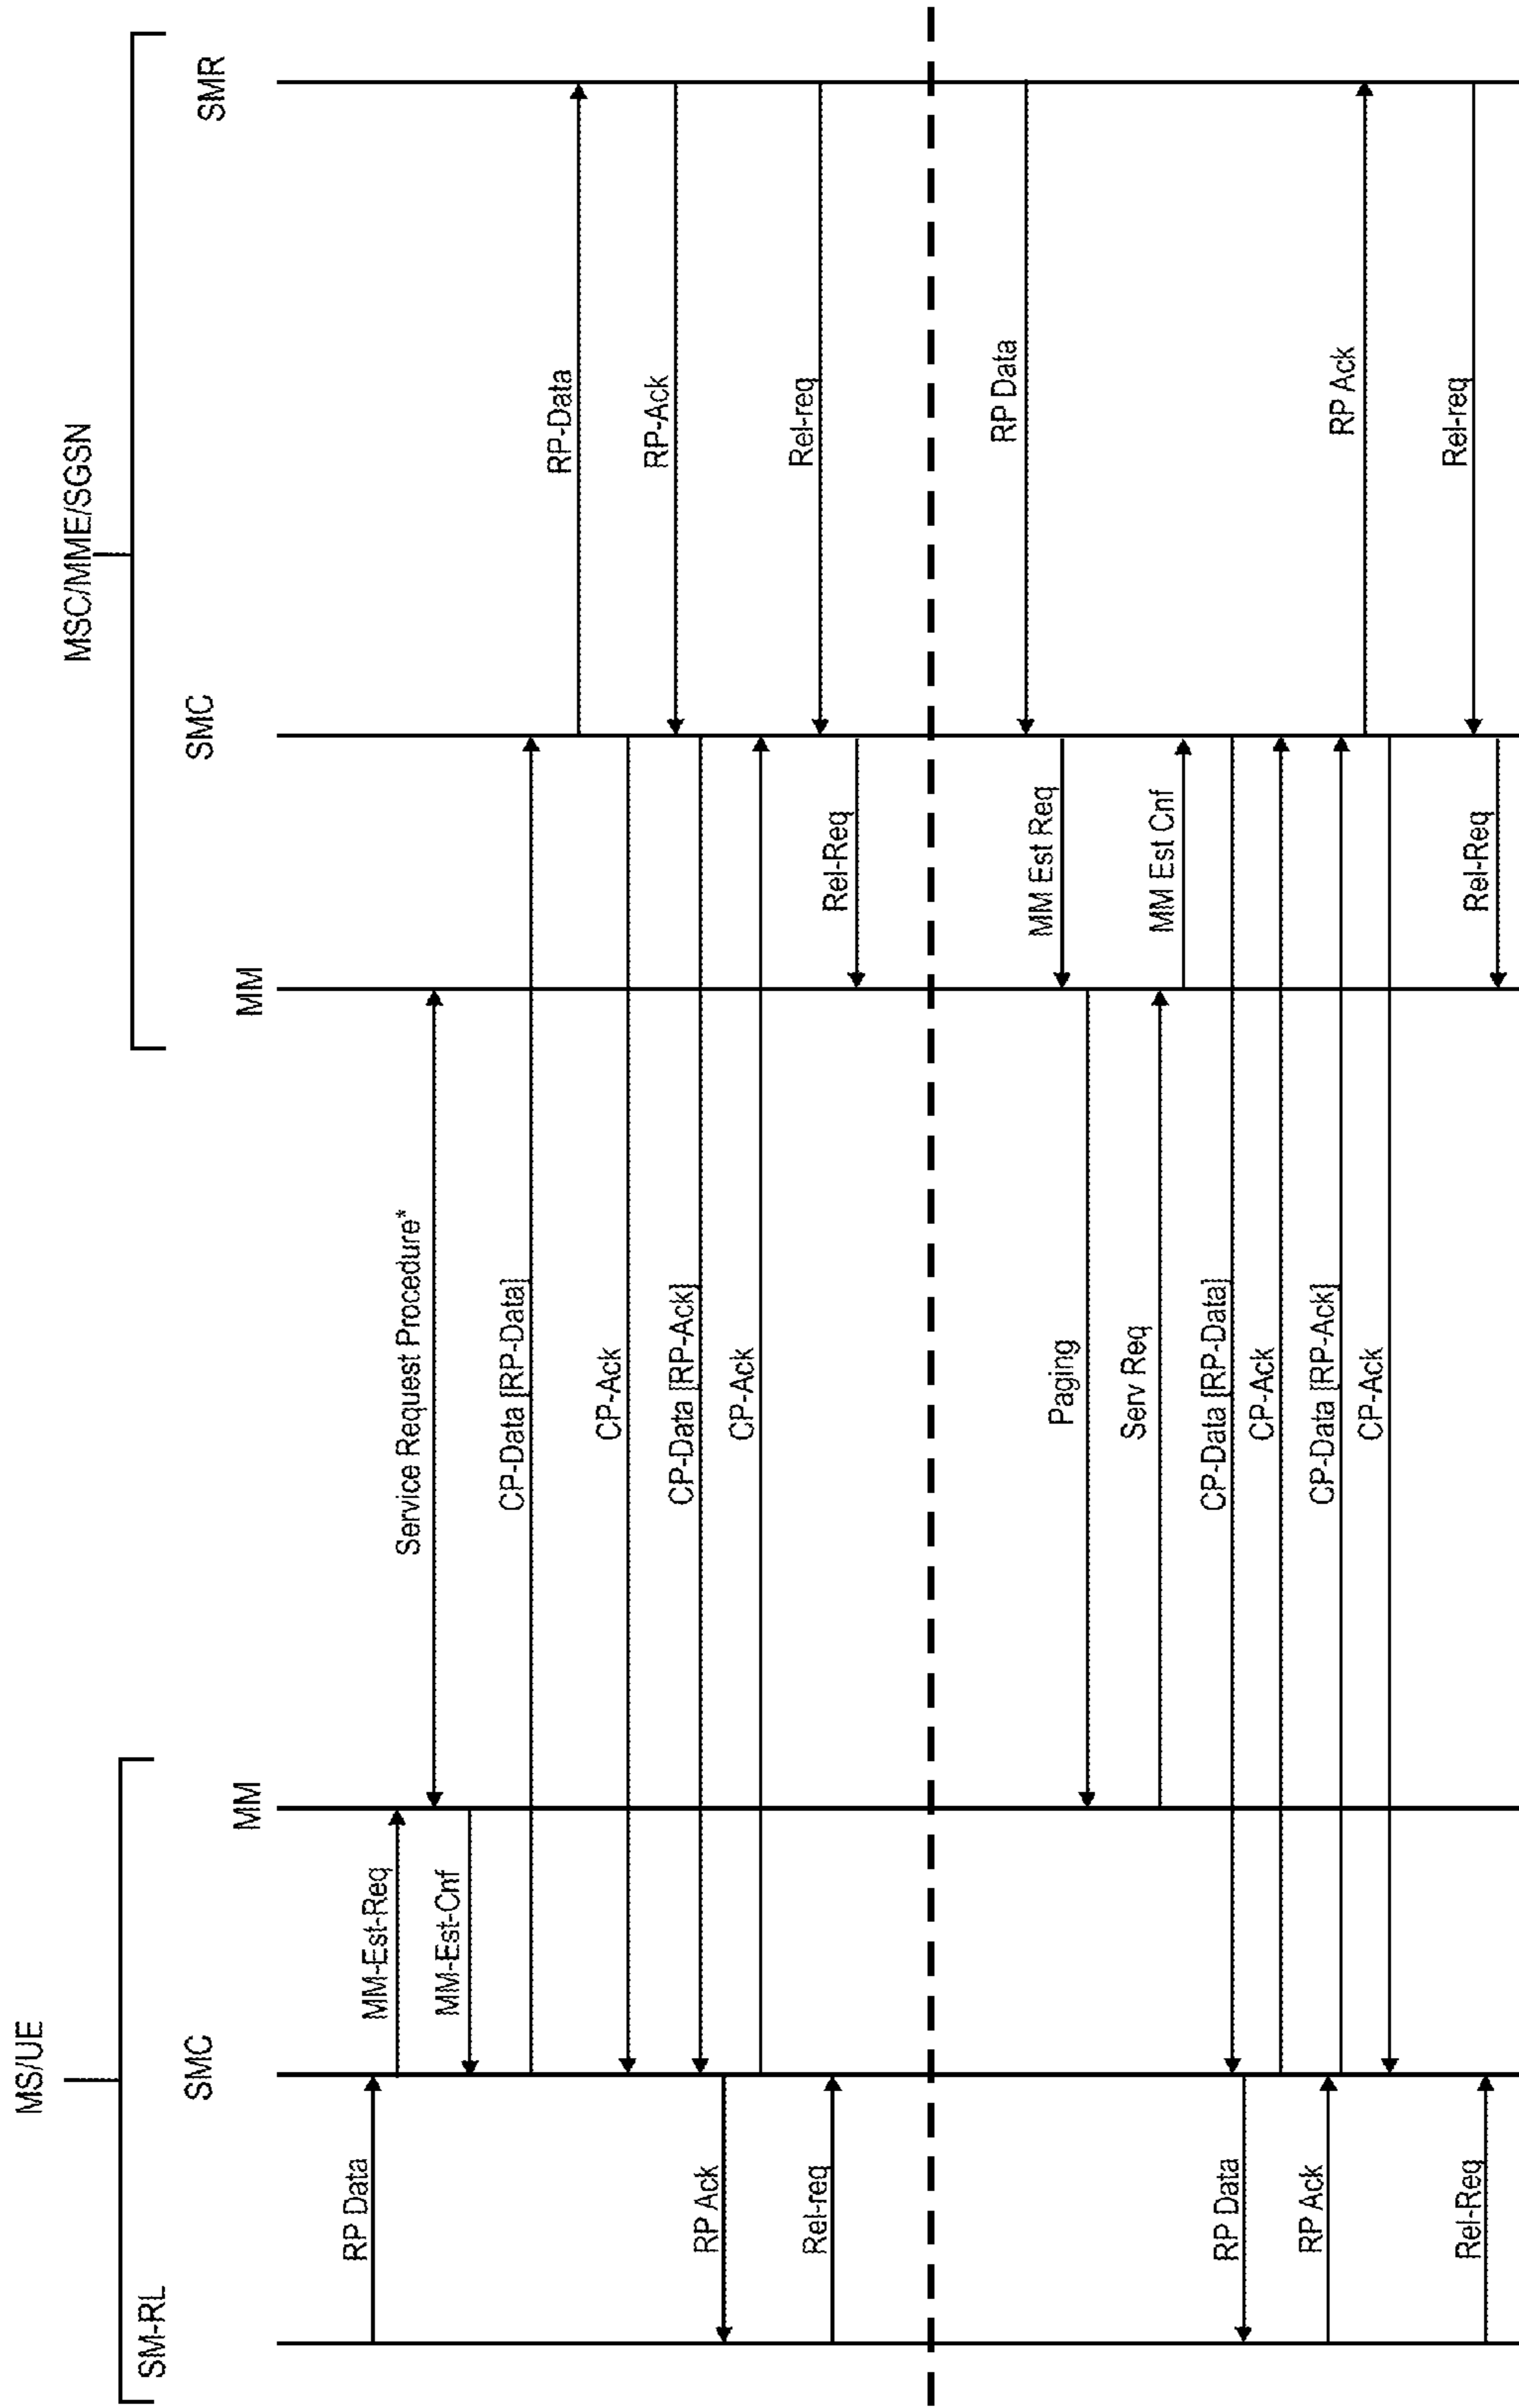 MS/UE
MSC/MME/SGSN
SM-RL
SMC
MM
MM
SMC
SMR
RP Data
MM-Est-Req
Service Request Procedure*
MM-Est-Cnf
CP-Data [RP-Data]
RP-Data
CP-Ack
RP-Ack
CP-Data [RP-Ack]
RP Ack
CP-Ack
Rel-req
Rel-req
Rel-Req
RP Data
MM Est Req
Paging
Serv Req
MM Est Cnf
CP-Data [RP-Data]
RP Data
CP-Ack
RP Ack
CP-Data [RP-Ack]
RP Ack
CP-Ack
Rel-req
Rel-Req
Rel-Req